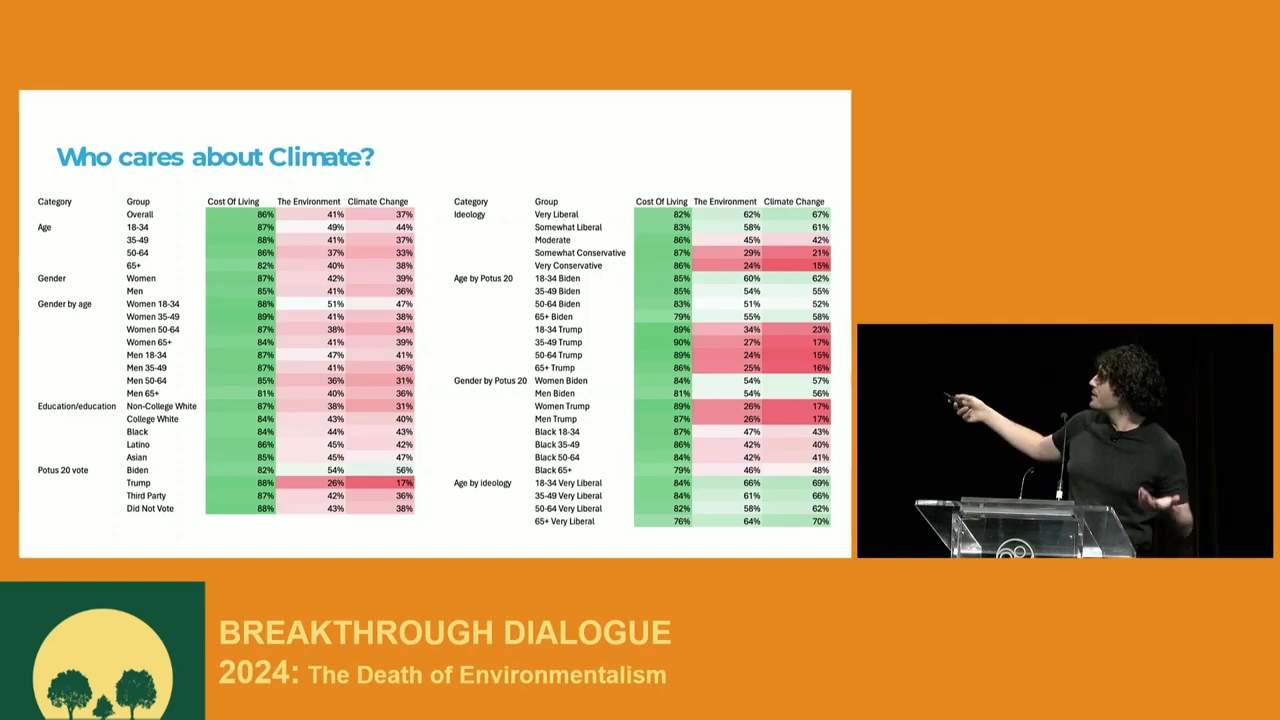 Who cares about Climate?
Category Group Cost Of Living The Environment Climate Change
Overall 86% 41% 37%
Age 18-34 87% 49% 44%
35-49 88% 41% 37%
50-64 86% 37% 33%
65+ 82% 40% 38%
Gender Women 87% 42% 39%
Men 85% 41% 36%
Gender by age Women 18-34 88% 51% 47%
Women 35-49 89% 41% 38%
Women 50-64 87% 38% 34%
Women 65+ 84% 41% 39%
Men 18-34 87% 47% 41%
Men 35-49 87% 41% 36%
Men 50-64 85% 36% 31%
Men 65+ 81% 40% 36%
Education/education Non-College White 87% 38% 31%
College White 84% 43% 40%
Black 84% 44% 43%
Latino 86% 45% 42%
Asian 85% 45% 47%
Potus 20 vote Biden 82% 54% 56%
Trump 88% 26% 17%
Third Party 87% 42% 36%
Did Not Vote 88% 43% 38%
Category Group Cost Of Living The Environment Climate Change
Ideology Very Liberal 82% 62% 67%
Somewhat Liberal 83% 58% 61%
Moderate 86% 45% 42%
Somewhat Conservative 87% 29% 21%
Very Conservative 86% 24% 15%
Age by Potus 20 18-34 Biden 85% 60% 62%
35-49 Biden 85% 54% 55%
50-64 Biden 83% 51% 52%
65+ Biden 79% 55% 58%
18-34 Trump 89% 34% 23%
35-49 Trump 90% 27% 17%
50-64 Trump 89% 24% 15%
65+ Trump 86% 25% 16%
Gender by Potus 20 Women Biden 84% 54% 57%
Men Biden 84% 54% 56%
Women Trump 89% 26% 17%
Men Trump 87% 26% 17%
Black 18-34 87% 47% 43%
Black 35-49 86% 42% 40%
Black 50-64 84% 42% 41%
Black 65+ 79% 46% 48%
Age by ideology 18-34 Very Liberal 84% 66% 69%
35-49 Very Liberal 84% 61% 66%
50-64 Very Liberal 82% 58% 62%
65+ Very Liberal 76% 64% 70%
BREAKTHROUGH DIALOGUE
2024: The Death of Environmentalism